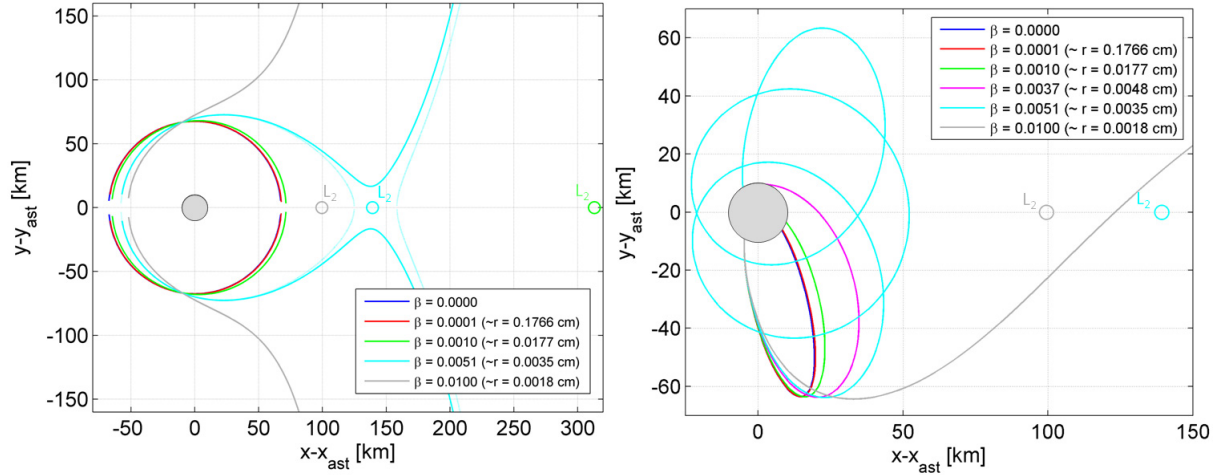 150
100
50
0
-50
-100
-150
y-y_ast [km]
L₂
L₂
L₂
β = 0.0000
β = 0.0001 (~r = 0.1766 cm)
β = 0.0010 (~r = 0.0177 cm)
β = 0.0051 (~r = 0.0035 cm)
β = 0.0100 (~r = 0.0018 cm)
-50 0 50 100 150 200 250 300
x-x_ast [km]
60
40
20
0
-20
-40
-60
y-y_ast [km]
β = 0.0000
β = 0.0001 (~ r = 0.1766 cm)
β = 0.0010 (~ r = 0.0177 cm)
β = 0.0037 (~ r = 0.0048 cm)
β = 0.0051 (~ r = 0.0035 cm)
β = 0.0100 (~ r = 0.0018 cm)
L₂
L₂
0 50 100 150
x-x_ast [km]